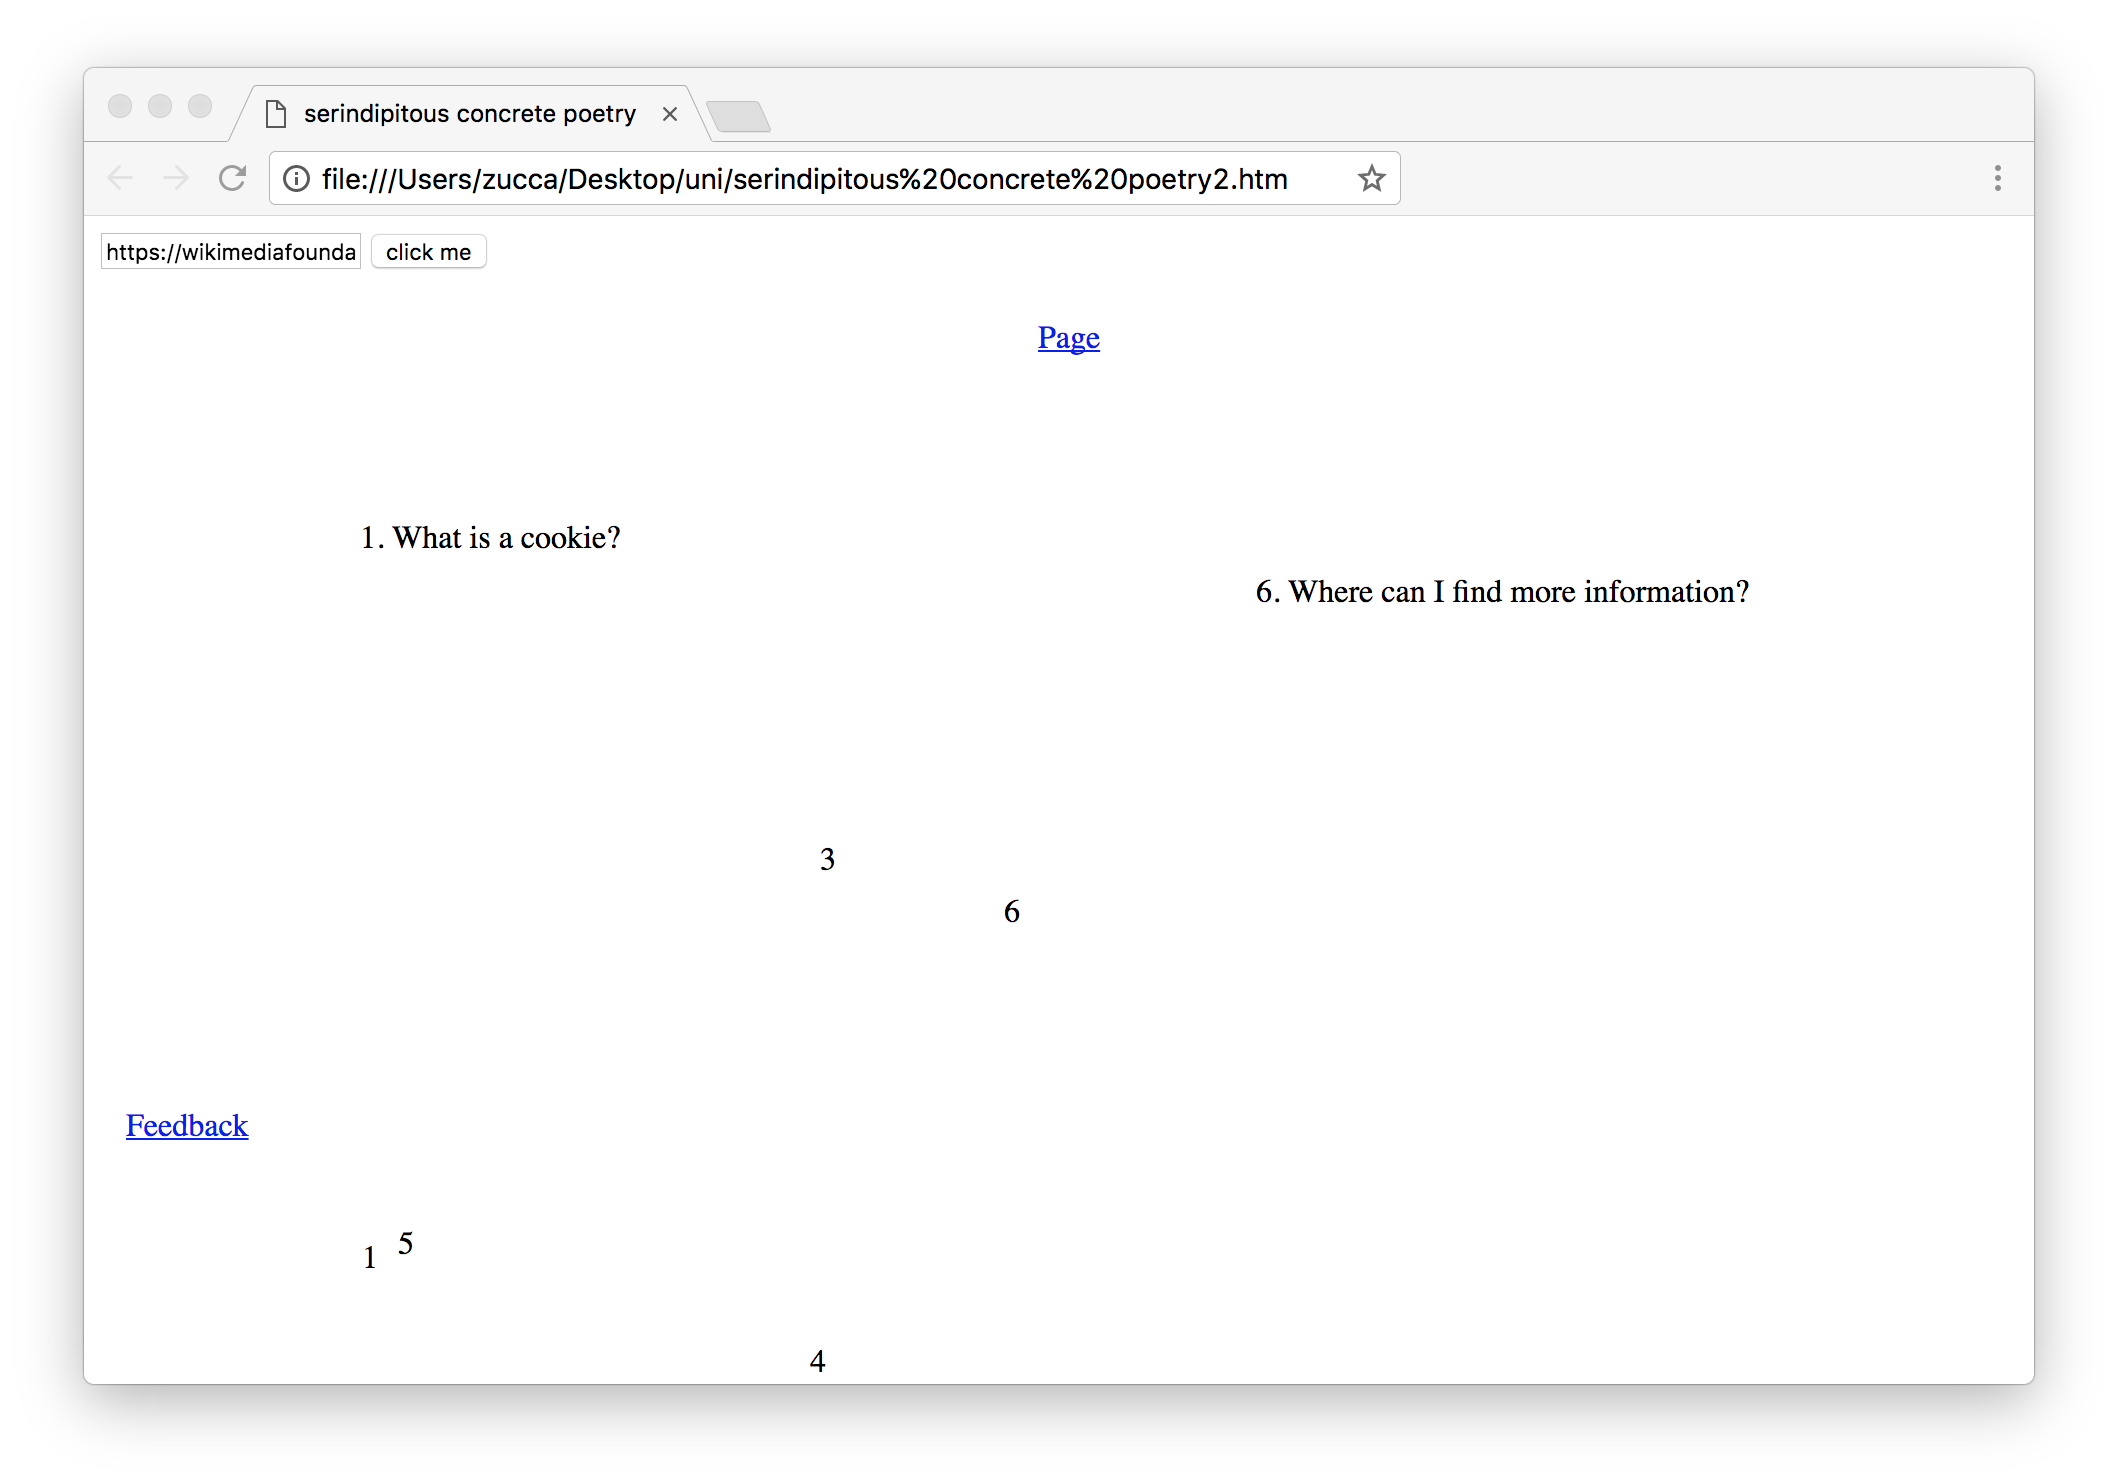 serindipitous concrete poetry
file:///Users/zucca/Desktop/uni/serindipitous%20concrete%20poetry2.htm
https://wikimediafounda click me
Page
1. What is a cookie?
6. Where can I find more information?
3
6
Feedback
5
1
4